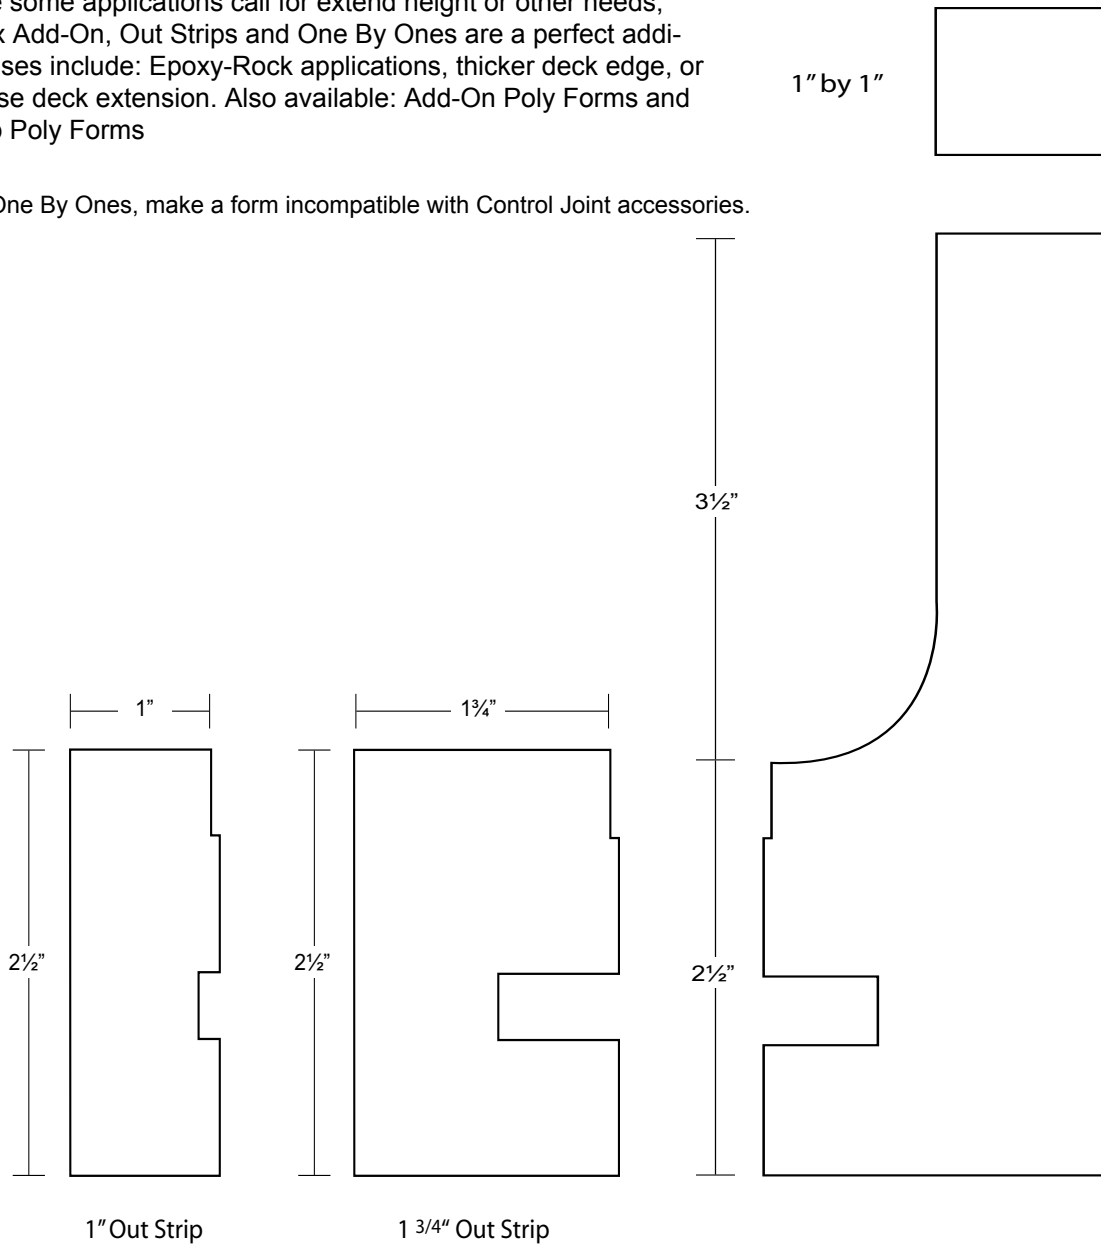 some applications call for extend height or other needs,
Add-On, Out Strips and One By Ones are a perfect addi-
include: Epoxy-Rock applications, thicker deck edge, or
deck extension. Also available: Add-On Poly Forms and
Poly Forms
1” by 1”
One By Ones, make a form incompatible with Control Joint accessories.
3½”
1”
1¾”
2½”
2½”
2½”
1” Out Strip
1 3/4“ Out Strip